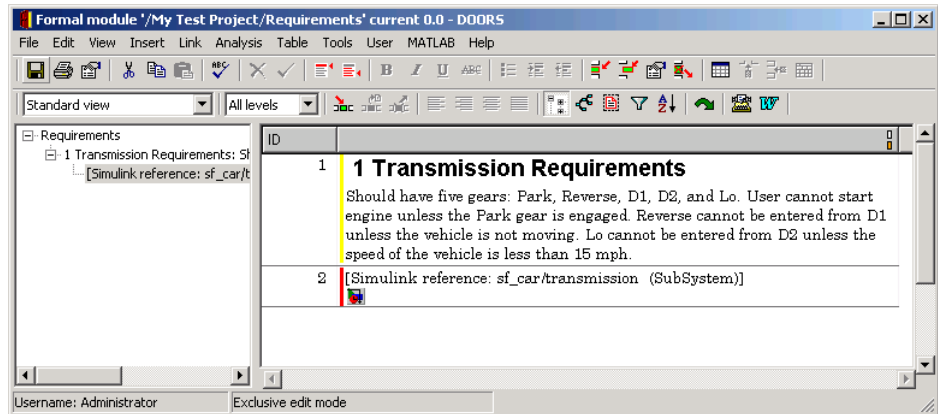 Formal module '/My Test Project/Requirements' current 0.0 - DOORS
File Edit View Insert Link Analysis Table Tools User MATLAB Help
B I U ABC
Standard view All levels W
Requirements
1 Transmission Requirements: Sh
[Simulink reference: sf_car/t
ID
1 1 Transmission Requirements
Should have five gears: Park, Reverse, D1, D2, and Lo. User cannot start
engine unless the Park gear is engaged. Reverse cannot be entered from D1
unless the vehicle is not moving. Lo cannot be entered from D2 unless the
speed of the vehicle is less than 15 mph.
2 [Simulink reference: sf_car/transmission (SubSystem)]
Username: Administrator Exclusive edit mode